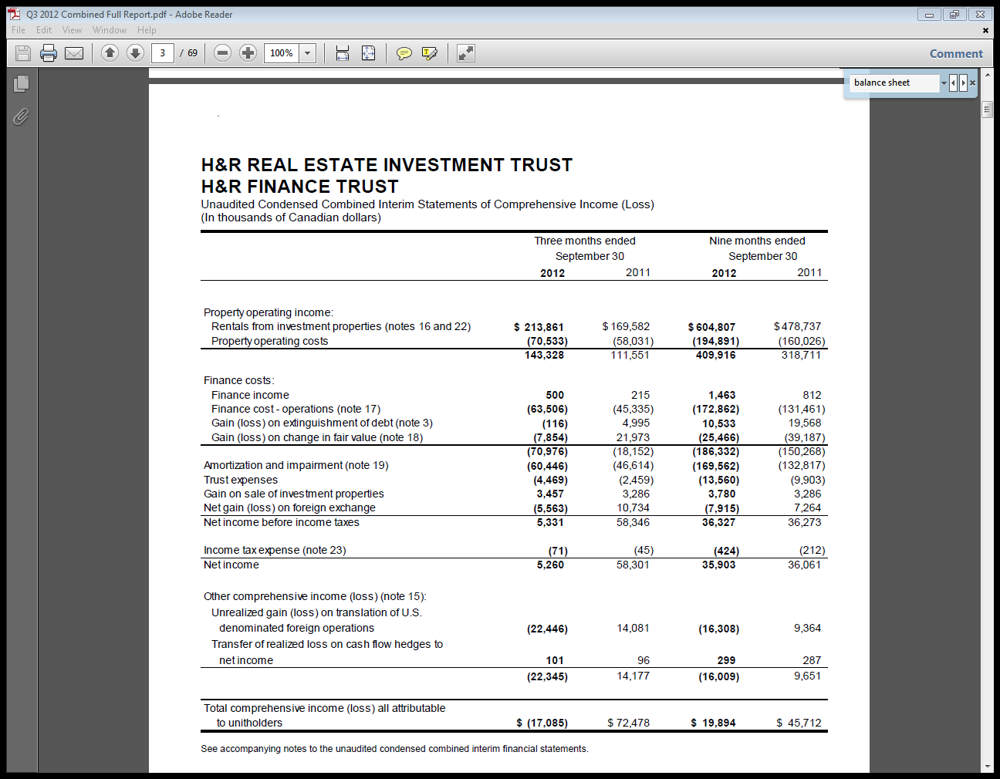 Q3 2012 Combined Full Report.pdf - Adobe Reader
File Edit View Window Help
3 / 69 100% Comment
balance sheet
H&R REAL ESTATE INVESTMENT TRUST
H&R FINANCE TRUST
Unaudited Condensed Combined Interim Statements of Comprehensive Income (Loss)
(In thousands of Canadian dollars)
Three months ended Nine months ended
September 30 September 30
2012 2011 2012 2011
Property operating income:
Rentals from investment properties (notes 16 and 22) $ 213,861 $ 169,582 $ 604,807 $ 478,737
Property operating costs (70,533) (58,031) (194,891) (160,026)
143,328 111,551 409,916 318,711
Finance costs:
Finance income 500 215 1,463 812
Finance cost - operations (note 17) (63,506) (45,335) (172,862) (131,461)
Gain (loss) on extinguishment of debt (note 3) (116) 4,995 10,533 19,568
Gain (loss) on change in fair value (note 18) (7,854) 21,973 (25,466) (39,187)
(70,976) (18,152) (186,332) (150,268)
Amortization and impairment (note 19) (60,446) (46,614) (169,562) (132,817)
Trust expenses (4,469) (2,459) (13,560) (9,903)
Gain on sale of investment properties 3,457 3,286 3,780 3,286
Net gain (loss) on foreign exchange (5,563) 10,734 (7,915) 7,264
Net income before income taxes 5,331 58,346 36,327 36,273
Income tax expense (note 23) (71) (45) (424) (212)
Net income 5,260 58,301 35,903 36,061
Other comprehensive income (loss) (note 15):
Unrealized gain (loss) on translation of U.S.
denominated foreign operations (22,446) 14,081 (16,308) 9,364
Transfer of realized loss on cash flow hedges to
net income 101 96 299 287
(22,345) 14,177 (16,009) 9,651
Total comprehensive income (loss) all attributable
to unitholders $ (17,085) $ 72,478 $ 19,894 $ 45,712
See accompanying notes to the unaudited condensed combined interim financial statements.